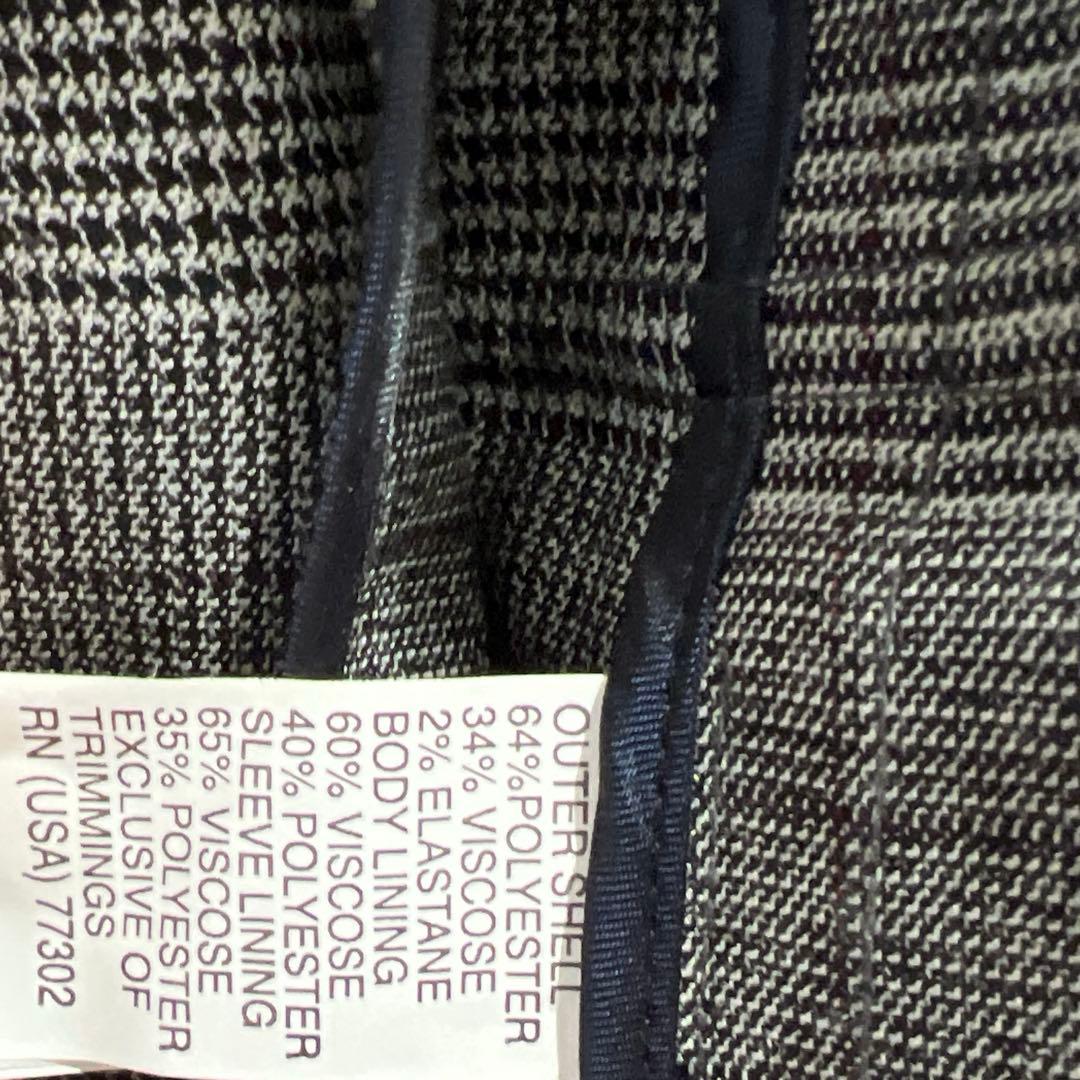 OUTER SHELL
64%POLYESTER
34% VISCOSE
2% ELASTANE
BODY LINING
60% VISCOSE
40% POLYESTER
SLEEVE LINING
65% VISCOSE
35% POLYESTER
EXCLUSIVE OF
TRIMMINGS
RN (USA) 77302